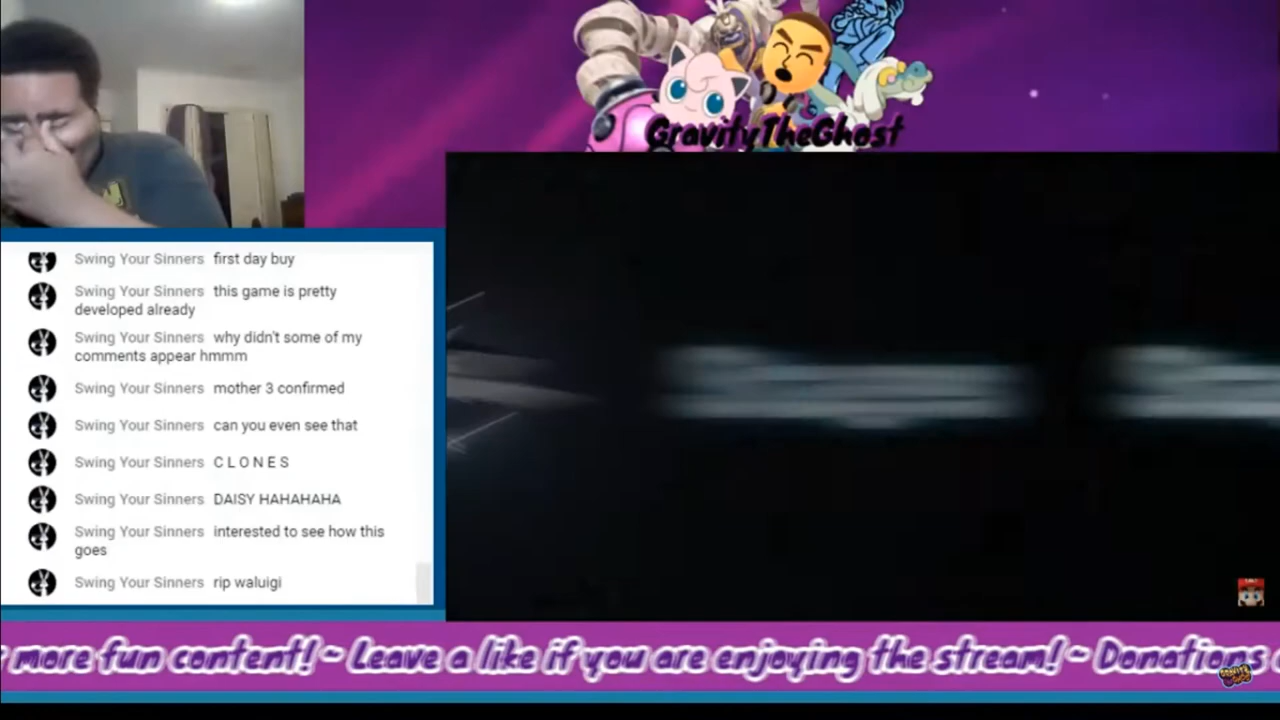 GravityTheGhost
Swing Your Sinners first day buy
Swing Your Sinners this game is pretty
developed already
Swing Your Sinners why didn't some of my
comments appear hmmm
Swing Your Sinners mother 3 confirmed
Swing Your Sinners can you even see that
Swing Your Sinners C L O N E S
Swing Your Sinners DAISY HAHAHAHA
Swing Your Sinners interested to see how this
goes
Swing Your Sinners rip waluigi
more fun content! ~ Leave a like if you are enjoying the stream! ~ Donations